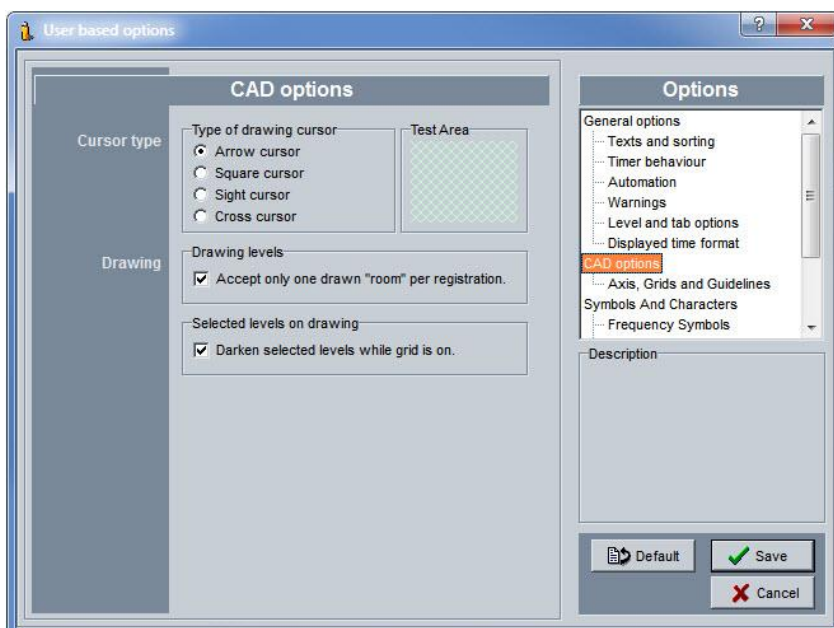 User based options
CAD options
Cursor type
Type of drawing cursor
Arrow cursor
Square cursor
Sight cursor
Cross cursor
Test Area
Drawing
Drawing levels
Accept only one drawn "room" per registration.
Selected levels on drawing
Darken selected levels while grid is on.
Options
General options
Texts and sorting
Timer behaviour
Automation
Warnings
Level and tab options
Displayed time format
CAD options
Axis, Grids and Guidelines
Symbols And Characters
Frequency Symbols
Description
Default
Save
Cancel